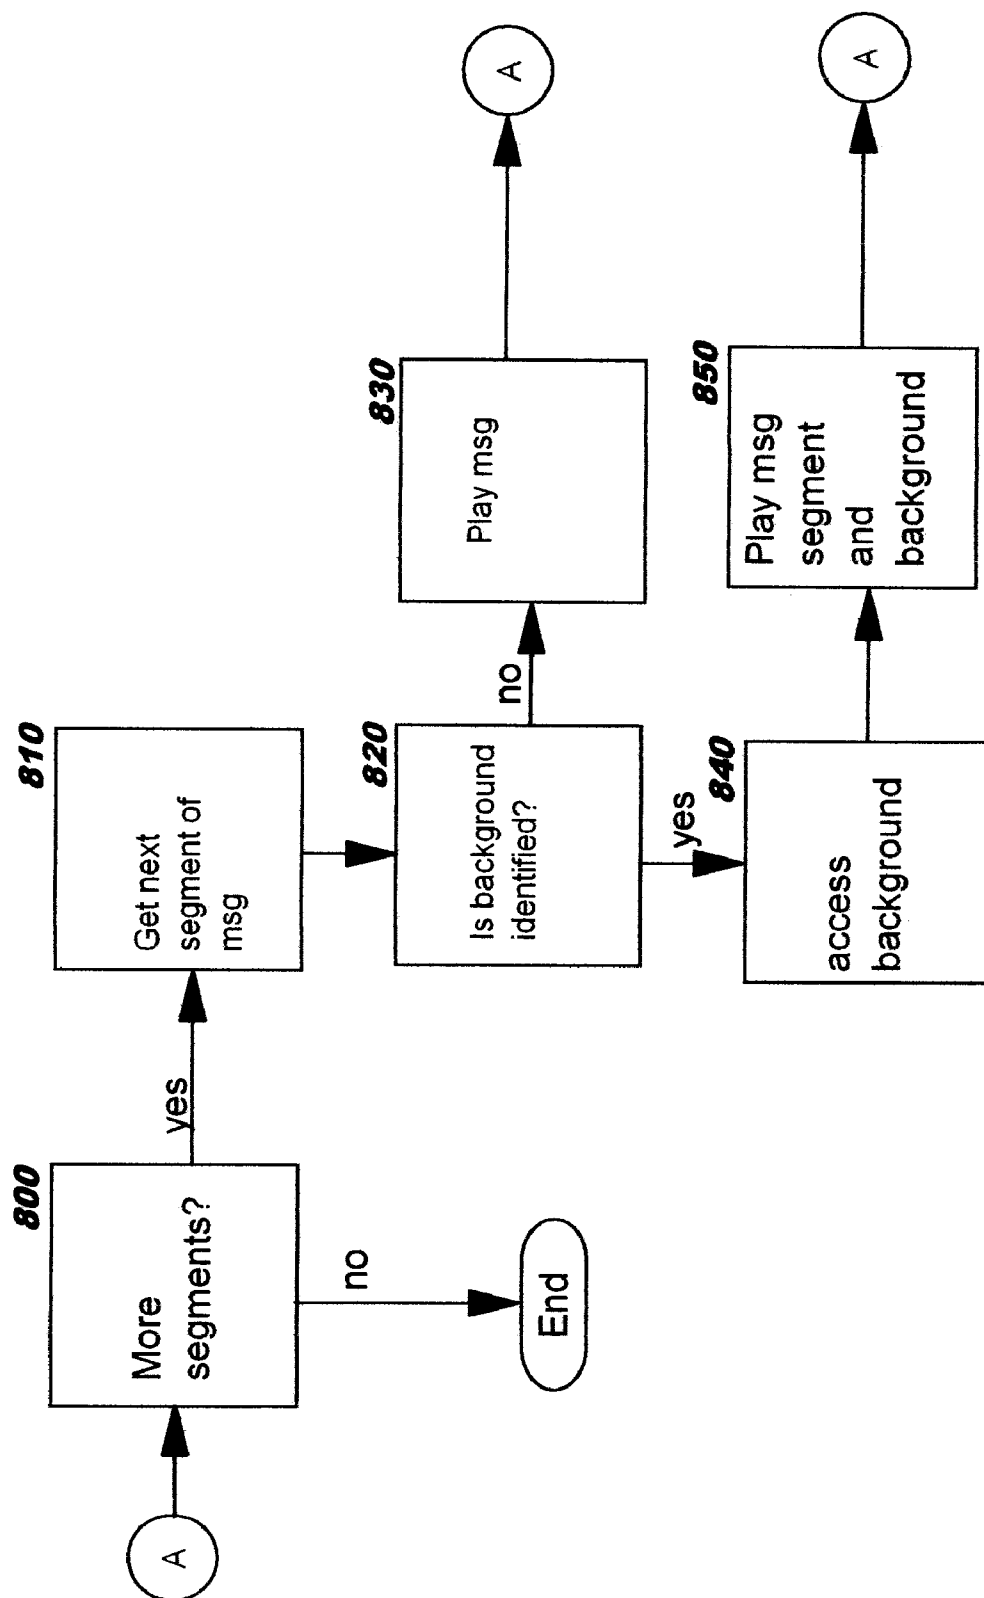 A
800
More
segments?
yes
no
End
810
Get next
segment of
msg
820
Is background
identified?
no
830
Play msg
A
yes
840
access
background
850
Play msg
segment
and
background
A